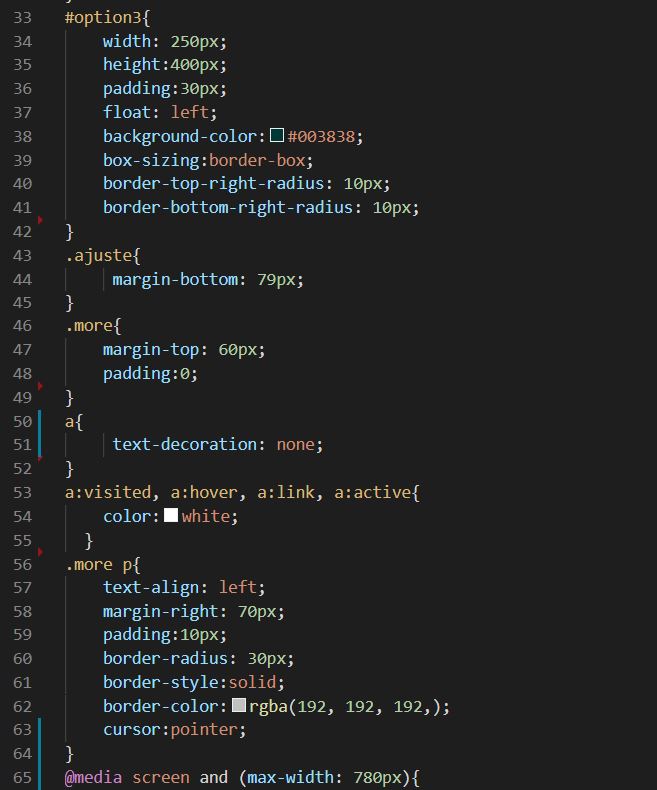 33 #option3{
34 width: 250px;
35 height:400px;
36 padding:30px;
37 float: left;
38 background-color:#003838;
39 box-sizing:border-box;
40 border-top-right-radius: 10px;
41 border-bottom-right-radius: 10px;
42 }
43 .ajuste{
44 margin-bottom: 79px;
45 }
46 .more{
47 margin-top: 60px;
48 padding:0;
49 }
50 a{
51 text-decoration: none;
52 }
53 a:visited, a:hover, a:link, a:active{
54 color:white;
55 }
56 .more p{
57 text-align: left;
58 margin-right: 70px;
59 padding:10px;
60 border-radius: 30px;
61 border-style:solid;
62 border-color:rgba(192, 192, 192,);
63 cursor:pointer;
64 }
65 @media screen and (max-width: 780px){